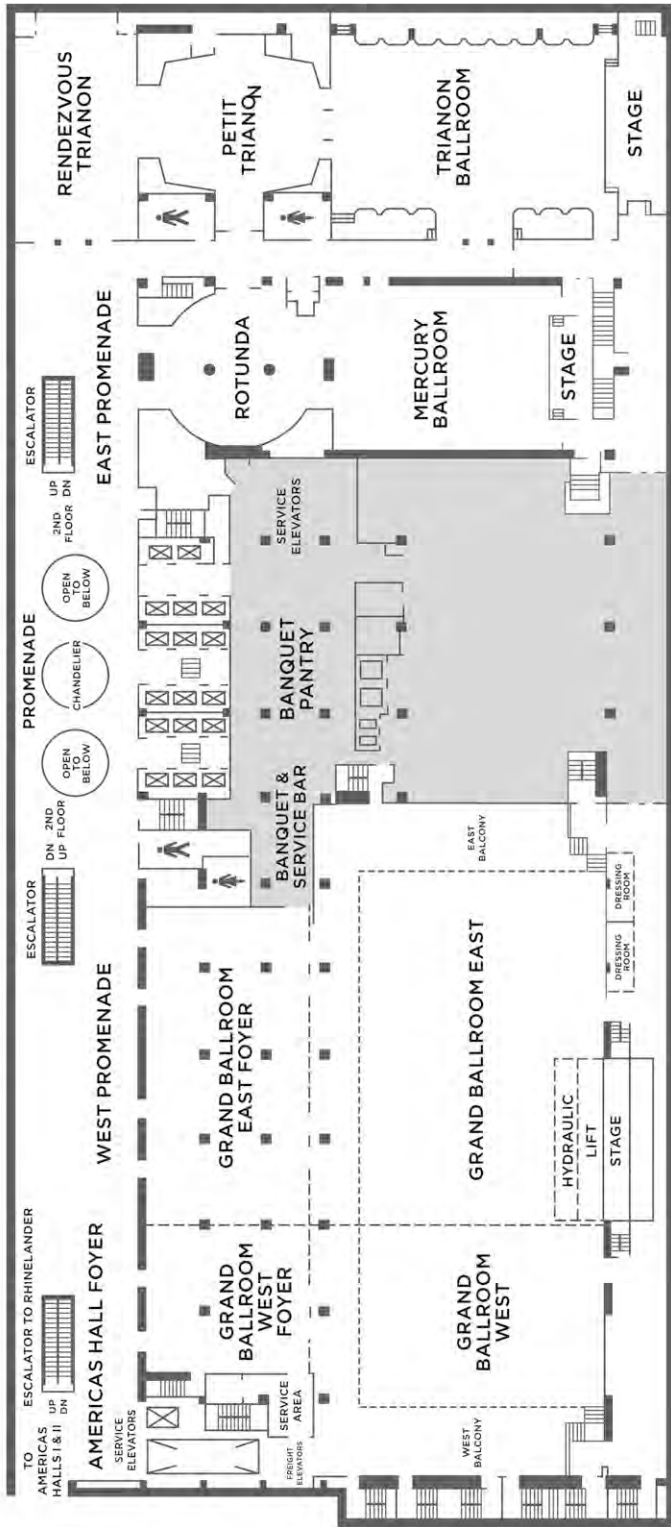 TO
AMERICAS
HALLS I & II
ESCALATOR TO RHINELANDER
UP
DN
AMERICAS HALL FOYER
SERVICE
ELEVATORS
FREIGHT
ELEVATORS
SERVICE
AREA
WEST PROMENADE
ESCALATOR
DN
UP
2ND
FLOOR
OPEN
TO
BELOW
PROMENADE
CHANDELIER
OPEN
TO
BELOW
2ND
FLOOR
UP
DN
ESCALATOR
EAST PROMENADE
RENDEZVOUS
TRIANON
GRAND
BALLROOM
WEST
FOYER
GRAND BALLROOM
EAST FOYER
BANQUET &
SERVICE BAR
BANQUET
PANTRY
SERVICE
ELEVATORS
ROTUNDA
PETIT
TRIANON
WEST
BALCONY
GRAND
BALLROOM
WEST
GRAND BALLROOM EAST
EAST
BALCONY
MERCURY
BALLROOM
TRIANON
BALLROOM
HYDRAULIC
LIFT
STAGE
DRESSING
ROOM
DRESSING
ROOM
STAGE
STAGE